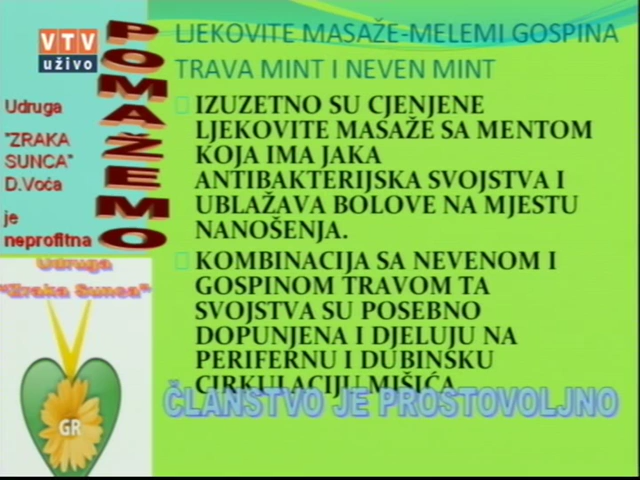 VTV
uživo
POMAŽEMO
Udruga
"ZRAKA
SUNCA"
D.Voća
je
neprofitna
Udruga
"Zraka Sunca"
GR
LJEKOVITE MASAŽE-MELEMI GOSPINA
TRAVA MINT I NEVEN MINT
IZUZETNO SU CJENJENE
LJEKOVITE MASAŽE SA MENTOM
KOJA IMA JAKA
ANTIBAKTERIJSKA SVOJSTVA I
UBLAŽAVA BOLOVE NA MJESTU
NANOŠENJA.
KOMBINACIJA SA NEVENOM I
GOSPINOM TRAVOM TA
SVOJSTVA SU POSEBNO
DOPUNJENA I DJELUJU NA
PERIFERNU I DUBINSKU
CIRKULACIJU MIŠIĆA
ČLANSTVO JE PROSTOVOLJNO